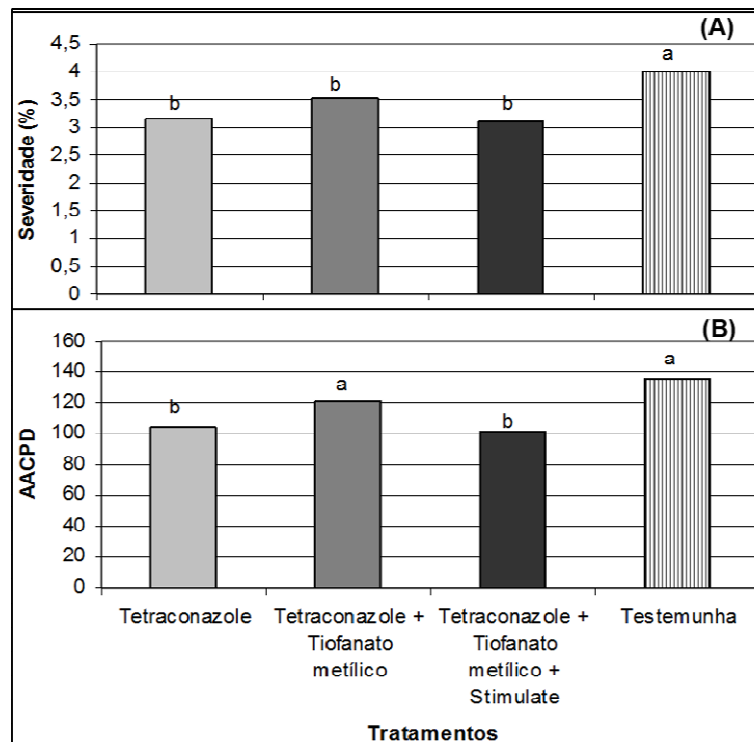 (A)
Severidade (%)
4,5
4
3,5
3
2,5
2
1,5
1
0,5
0
b
b
b
a
(B)
AACPD
160
140
120
100
80
60
40
20
0
b
a
b
a
Tetraconazole
Tetraconazole +
Tiofanato
metílico
Tetraconazole +
Tiofanato
metílico +
Stimulate
Testemunha
Tratamentos